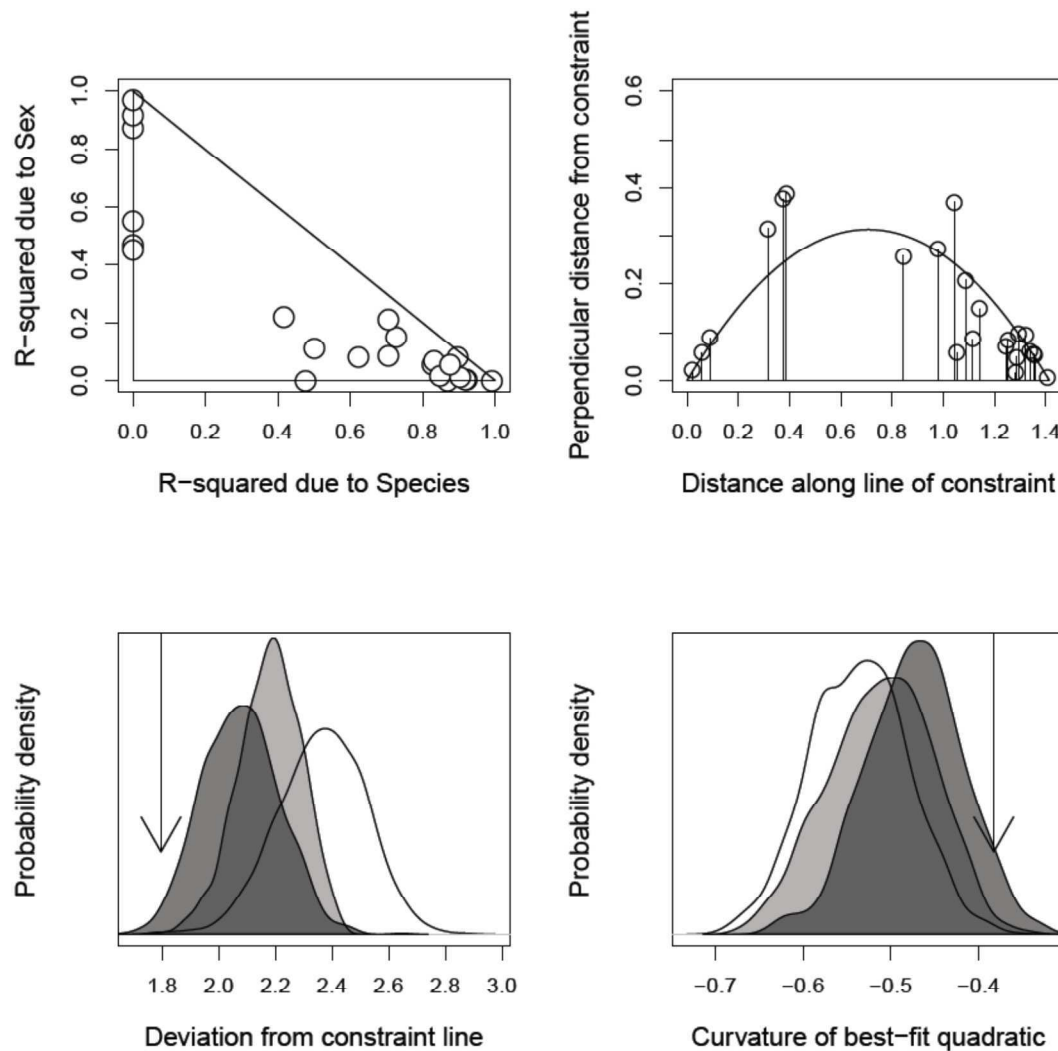 R-squared due to Sex
0.0 0.2 0.4 0.6 0.8 1.0
0.0 0.2 0.4 0.6 0.8 1.0
R-squared due to Species
Perpendicular distance from constraint
0.0 0.2 0.4 0.6
0.0 0.2 0.4 0.6 0.8 1.0 1.2 1.4
Distance along line of constraint
Probability density
1.8 2.0 2.2 2.4 2.6 2.8 3.0
Deviation from constraint line
Probability density
−0.7 −0.6 −0.5 −0.4
Curvature of best−fit quadratic